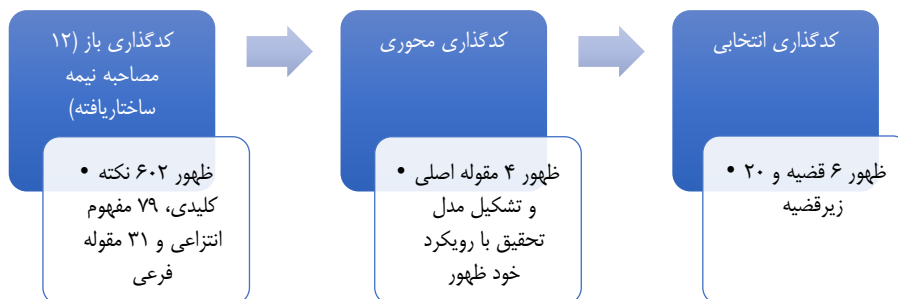 کدگذاری باز (۱۲
مصاحبه نیمه
ساختاریافته)
• ظهور ۶۰۲ نکته
کلیدی، ۷۹ مفهوم
انتزاعی و ۳۱ مقوله
فرعی
کدگذاری محوری
• ظهور ۴ مقوله اصلی
و تشکیل مدل
تحقیق با رویکرد
خود ظهور
کدگذاری انتخابی
• ظهور ۶ قضیه و ۲۰
زیرقضیه